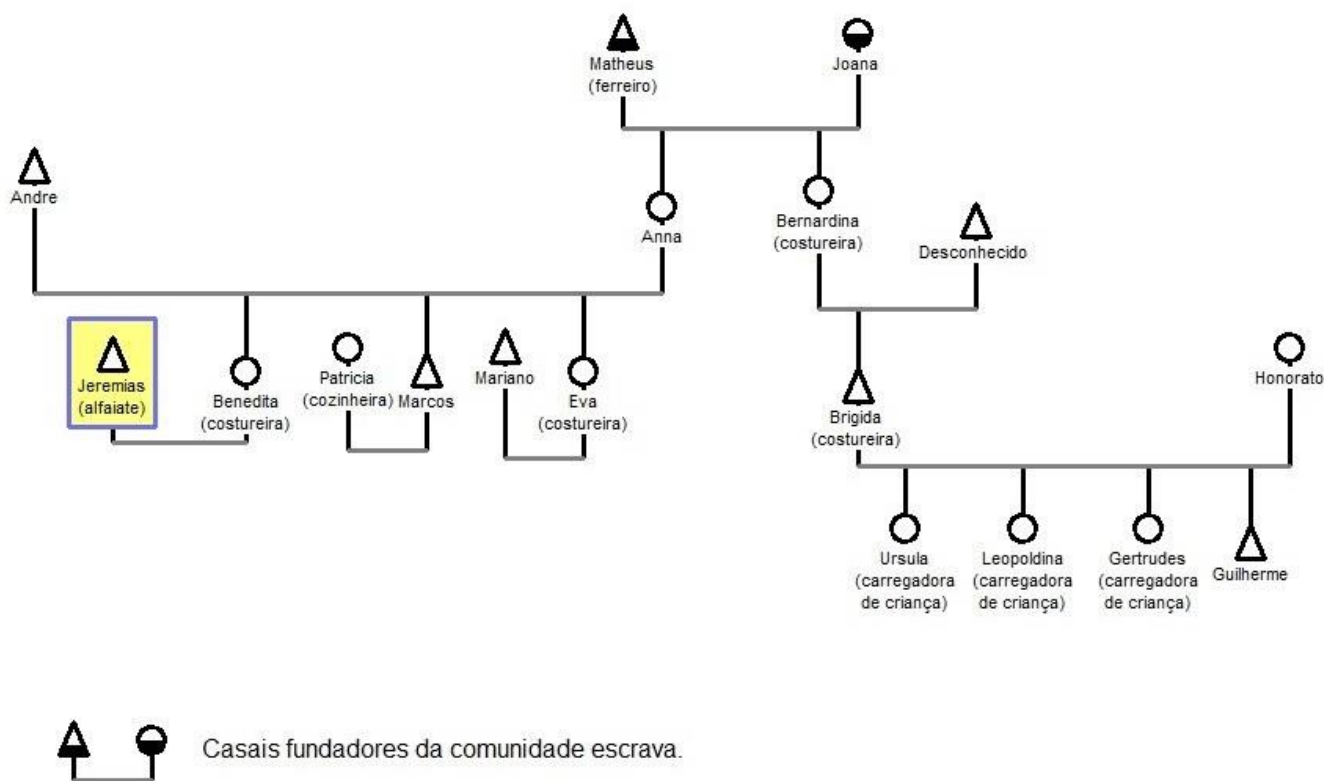 Matheus
(ferreiro)
Joana
Andre
Anna
Bernardina
(costureira)
Desconhecido
Jeremias
(alfaiate)
Benedita
(costureira)
Patricia
(cozinheira)
Marcos
Mariano
Eva
(costureira)
Brigida
(costureira)
Honorato
Ursula
(carregadora
de criança)
Leopoldina
(carregadora
de criança)
Gertrudes
(carregadora
de criança)
Guilherme
Casais fundadores da comunidade escrava.